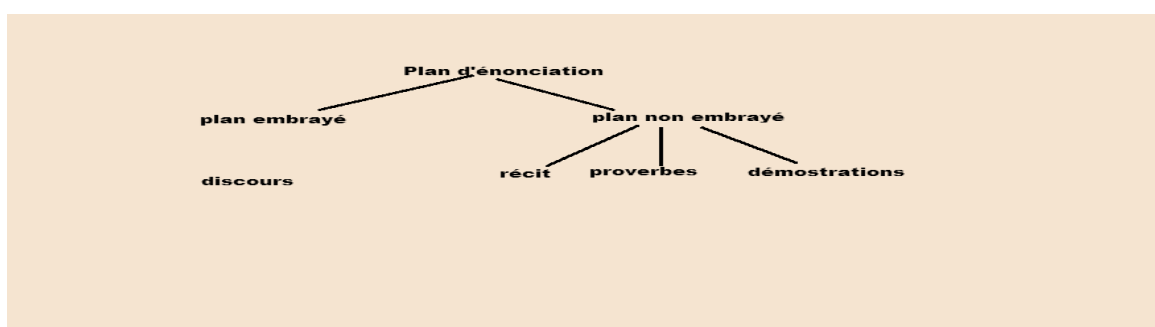 Plan d'énonciation
plan embrayé
plan non embrayé
récit
proverbes
démostrations
discours